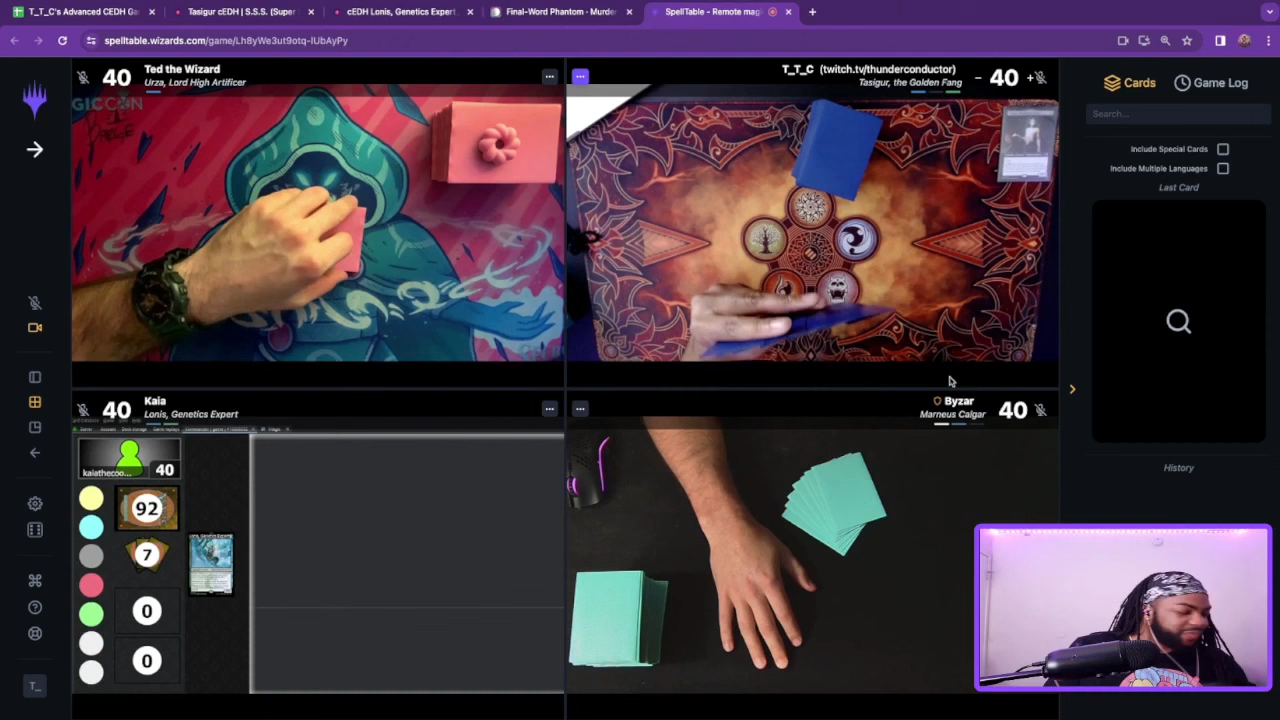 T_T_C's Advanced CEDH Ga
Tasigur cEDH | S.S.S. (Super
cEDH Lonis, Genetics Expert
Final-Word Phantom · Murder
SpellTable - Remote mag
spelltable.wizards.com/game/Lh8yWe3ut9otq-IUbAyPy
40
Ted the Wizard
Urza, Lord High Artificer
T_T_C (twitch.tv/thunderconductor)
Tasigur, the Golden Fang
- 40 +
Cards
Game Log
Search...
Include Special Cards
Include Multiple Languages
Last Card
History
40
Kaia
Lonis, Genetics Expert
Byzar
Marneus Calgar
40
kaiathecoo...
40
92
7
0
0
T_